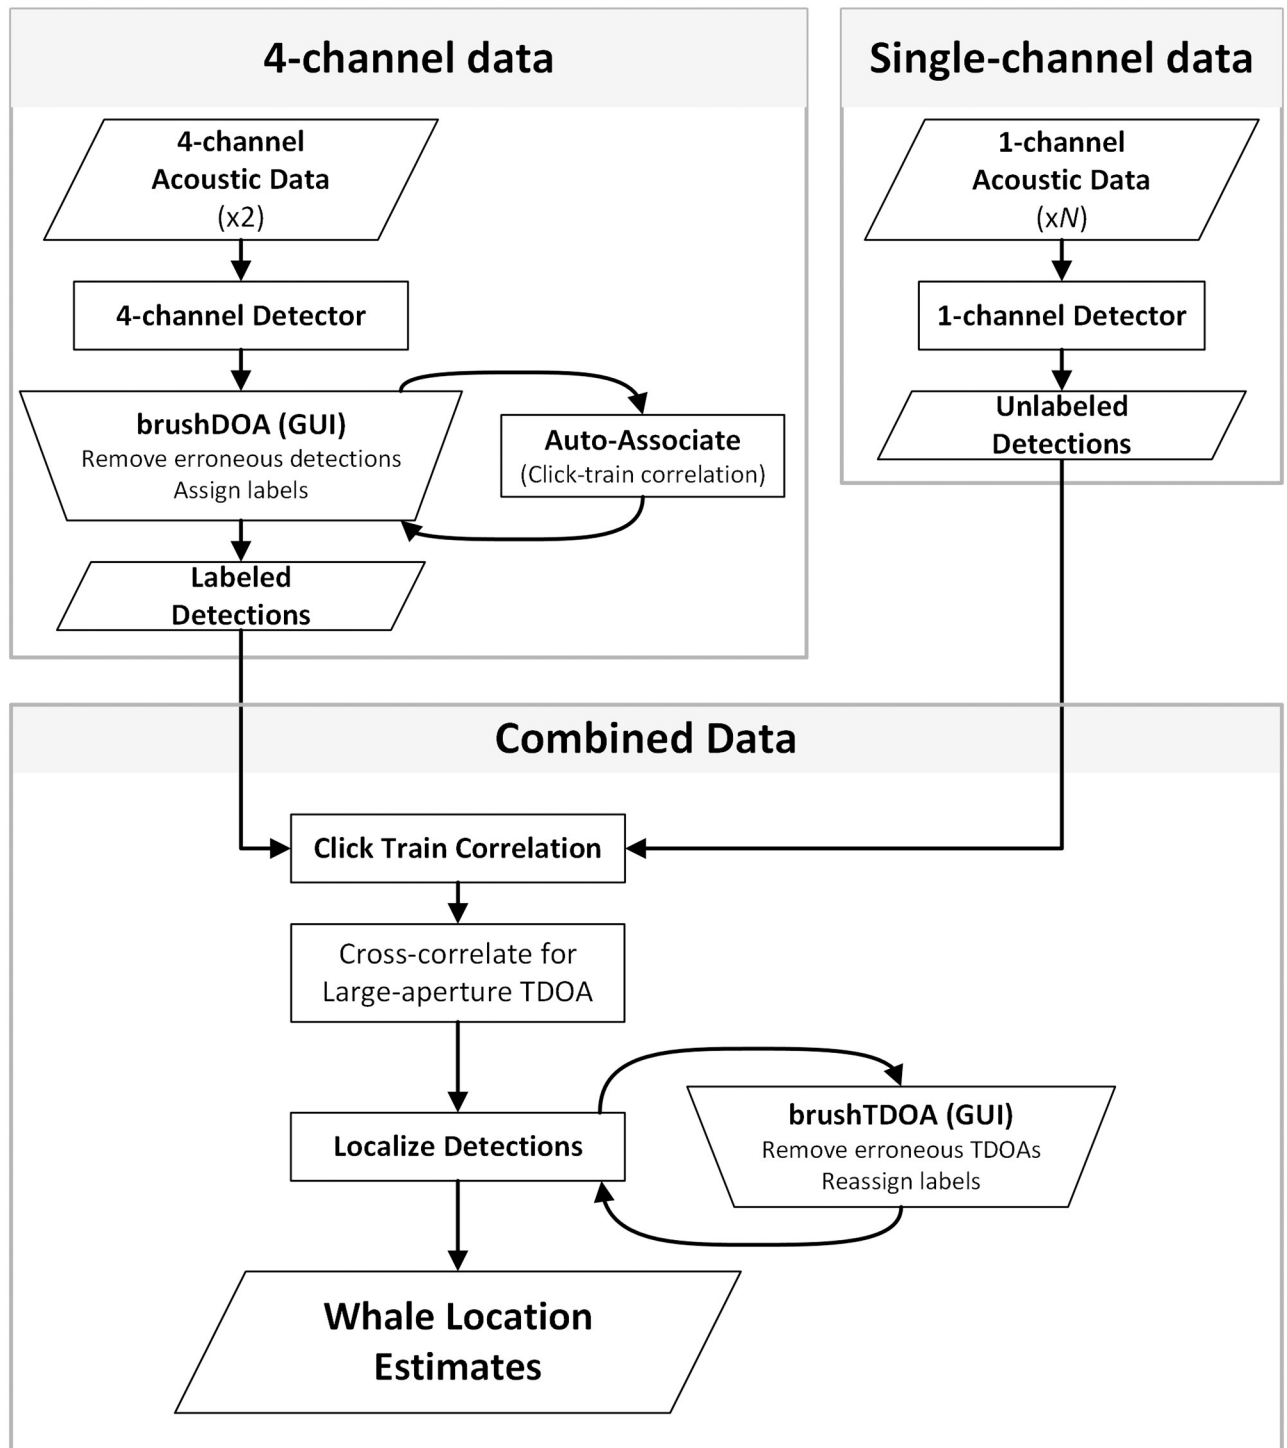 4-channel data
4-channel
Acoustic Data
(x2)
4-channel Detector
brushDOA (GUI)
Remove erroneous detections
Assign labels
Auto-Associate
(Click-train correlation)
Labeled
Detections
Single-channel data
1-channel
Acoustic Data
(xN)
1-channel Detector
Unlabeled
Detections
Combined Data
Click Train Correlation
Cross-correlate for
Large-aperture TDOA
Localize Detections
brushTDOA (GUI)
Remove erroneous TDOAs
Reassign labels
Whale Location
Estimates